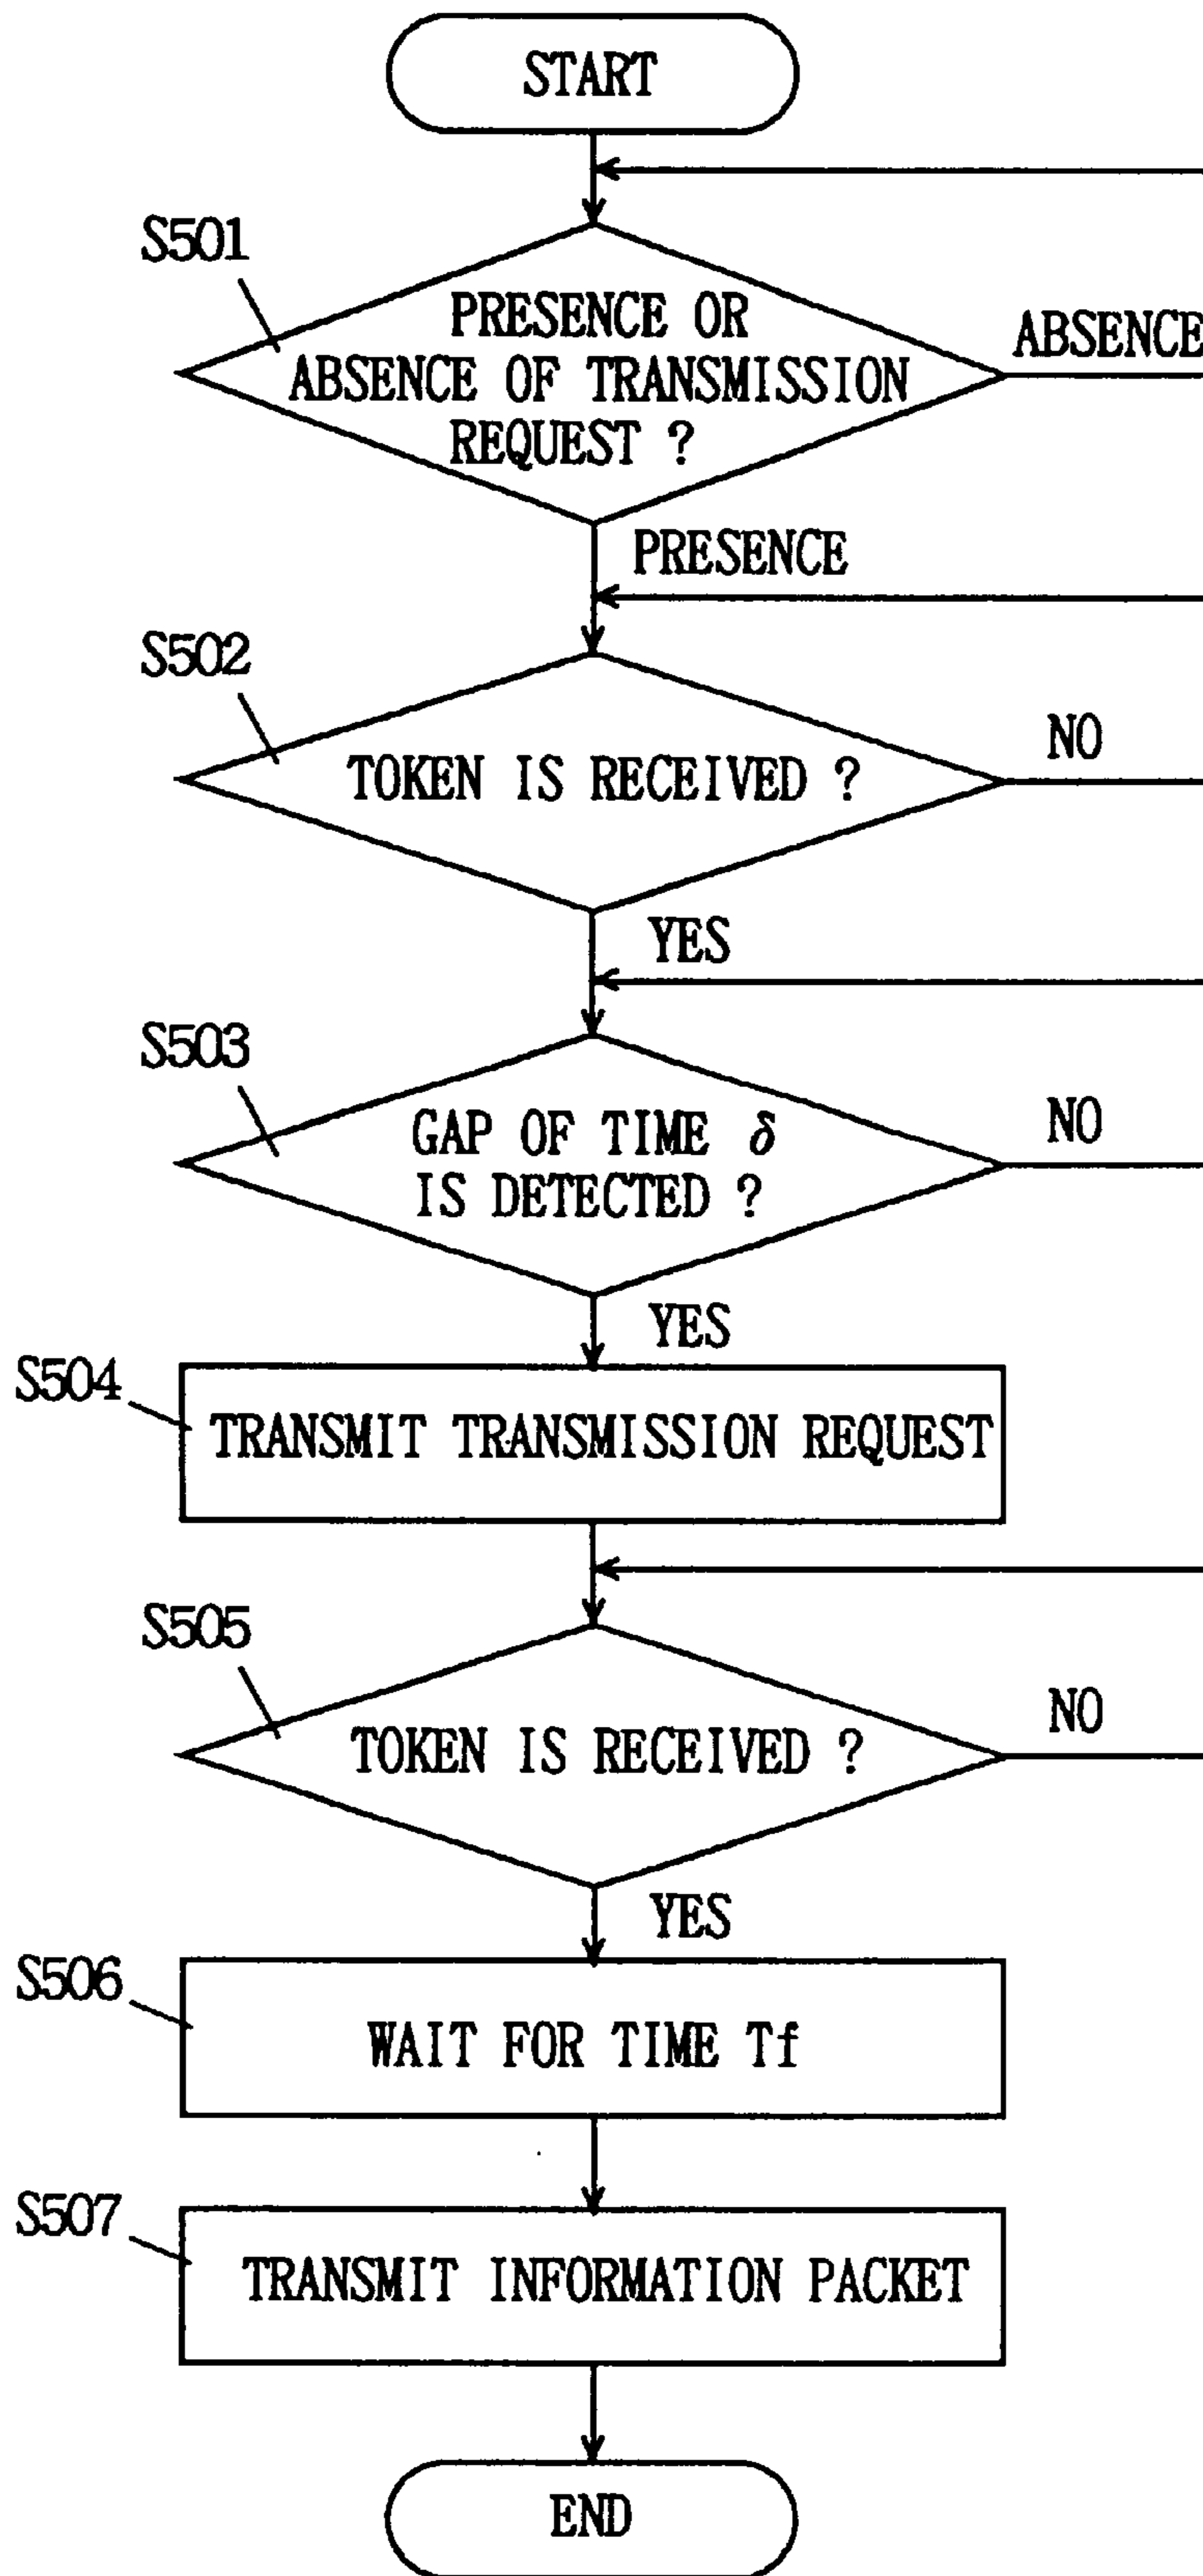 START
S501
PRESENCE OR
ABSENCE OF TRANSMISSION
REQUEST ?
ABSENCE
PRESENCE
S502
TOKEN IS RECEIVED ?
NO
YES
S503
GAP OF TIME δ
IS DETECTED ?
NO
YES
S504
TRANSMIT TRANSMISSION REQUEST
S505
TOKEN IS RECEIVED ?
NO
YES
S506
WAIT FOR TIME Tf
S507
TRANSMIT INFORMATION PACKET
END